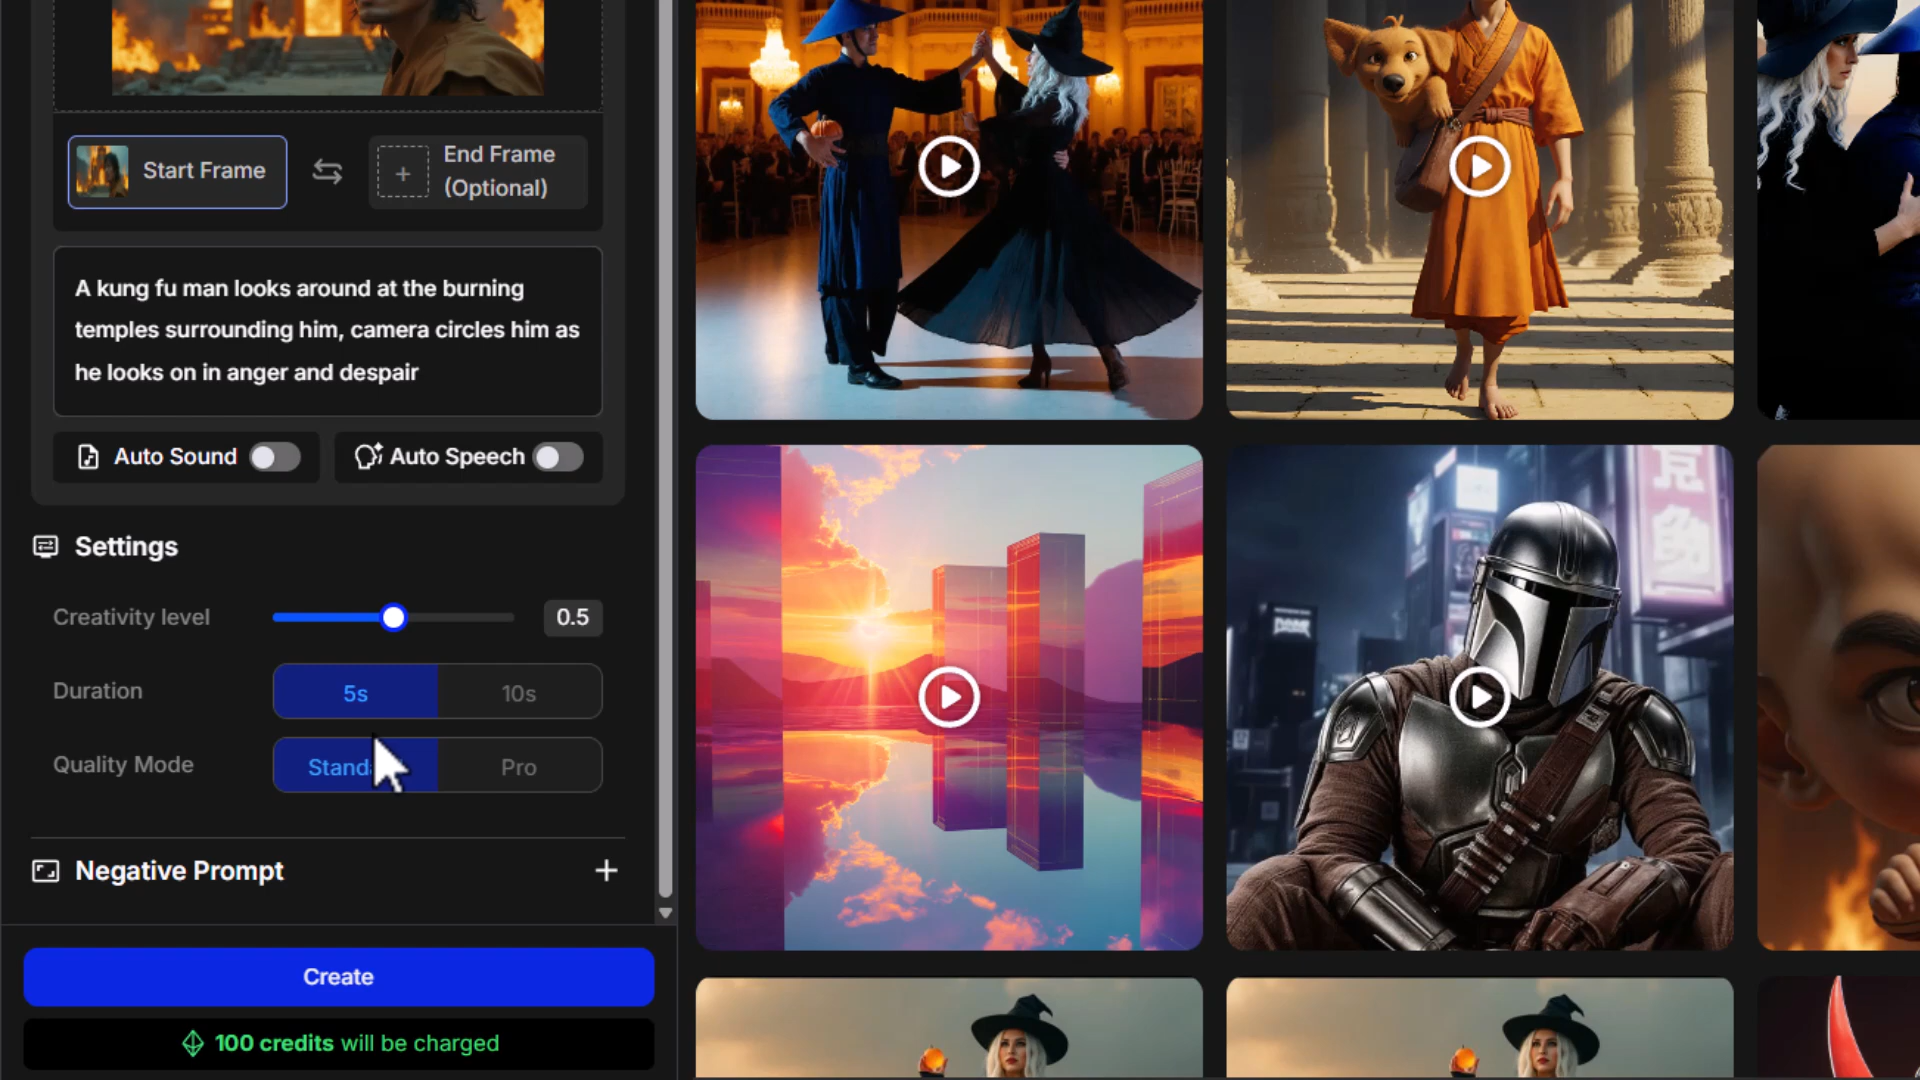 Start Frame
End Frame
(Optional)
A kung fu man looks around at the burning
temples surrounding him, camera circles him as
he looks on in anger and despair
Auto Sound
Auto Speech
Settings
Creativity level
0.5
Duration
5s
10s
Quality Mode
Stand
Pro
Negative Prompt
Create
100 credits will be charged